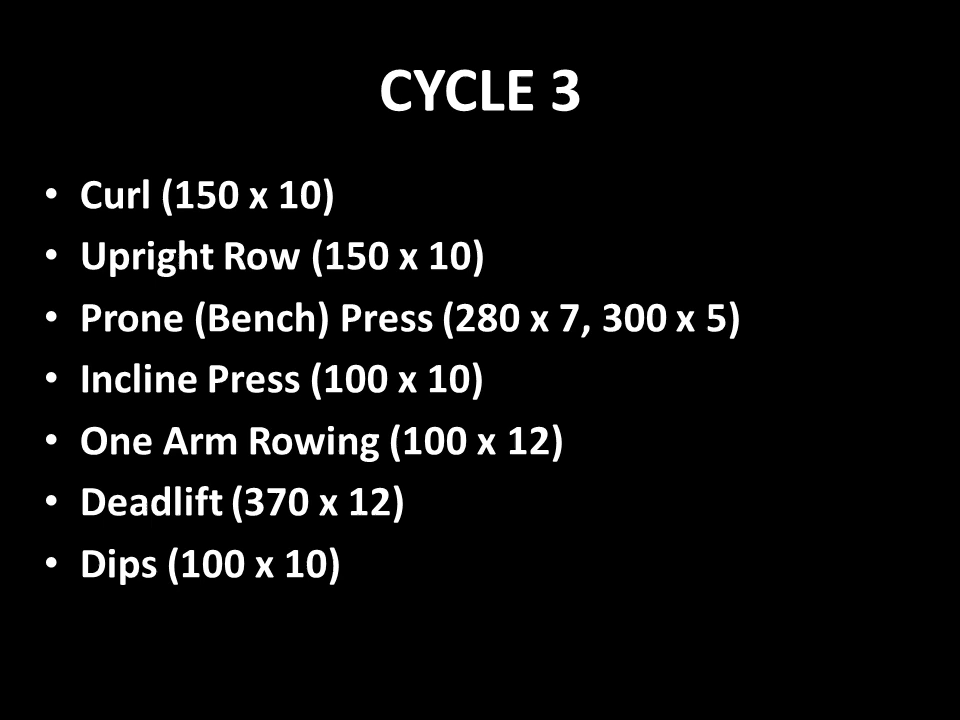 CYCLE 3
• Curl (150 x 10)
• Upright Row (150 x 10)
• Prone (Bench) Press (280 x 7, 300 x 5)
• Incline Press (100 x 10)
• One Arm Rowing (100 x 12)
• Deadlift (370 x 12)
• Dips (100 x 10)